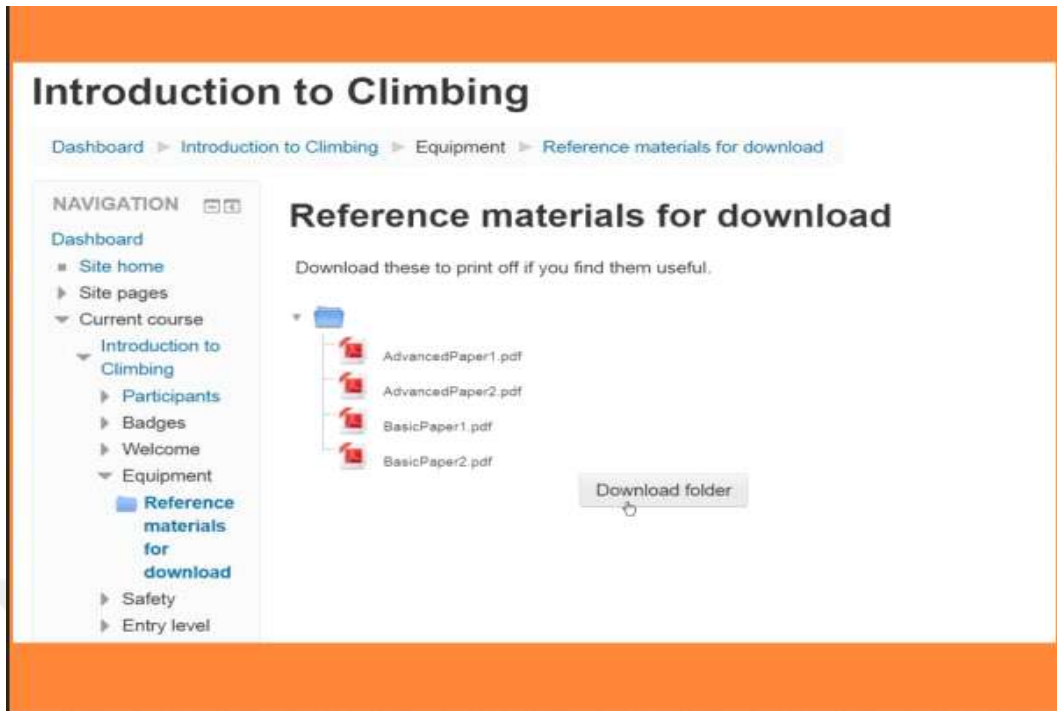 Introduction to Climbing
Dashboard Introduction to Climbing Equipment Reference materials for download
NAVIGATION
Dashboard
Site home
Site pages
Current course
Introduction to
Climbing
Participants
Badges
Welcome
Equipment
Reference
materials
for
download
Safety
Entry level
Reference materials for download
Download these to print off if you find them useful.
AdvancedPaper1.pdf
AdvancedPaper2.pdf
BasicPaper1.pdf
BasicPaper2.pdf
Download folder